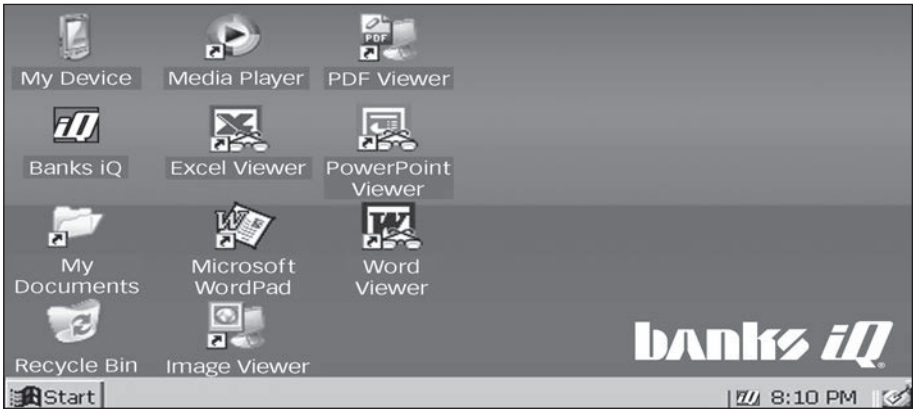 My Device Media Player PDF Viewer
Banks iQ Excel Viewer PowerPoint
Viewer
My Microsoft Word
Documents WordPad Viewer
Recycle Bin Image Viewer
banks iQ®
Start 8:10 PM